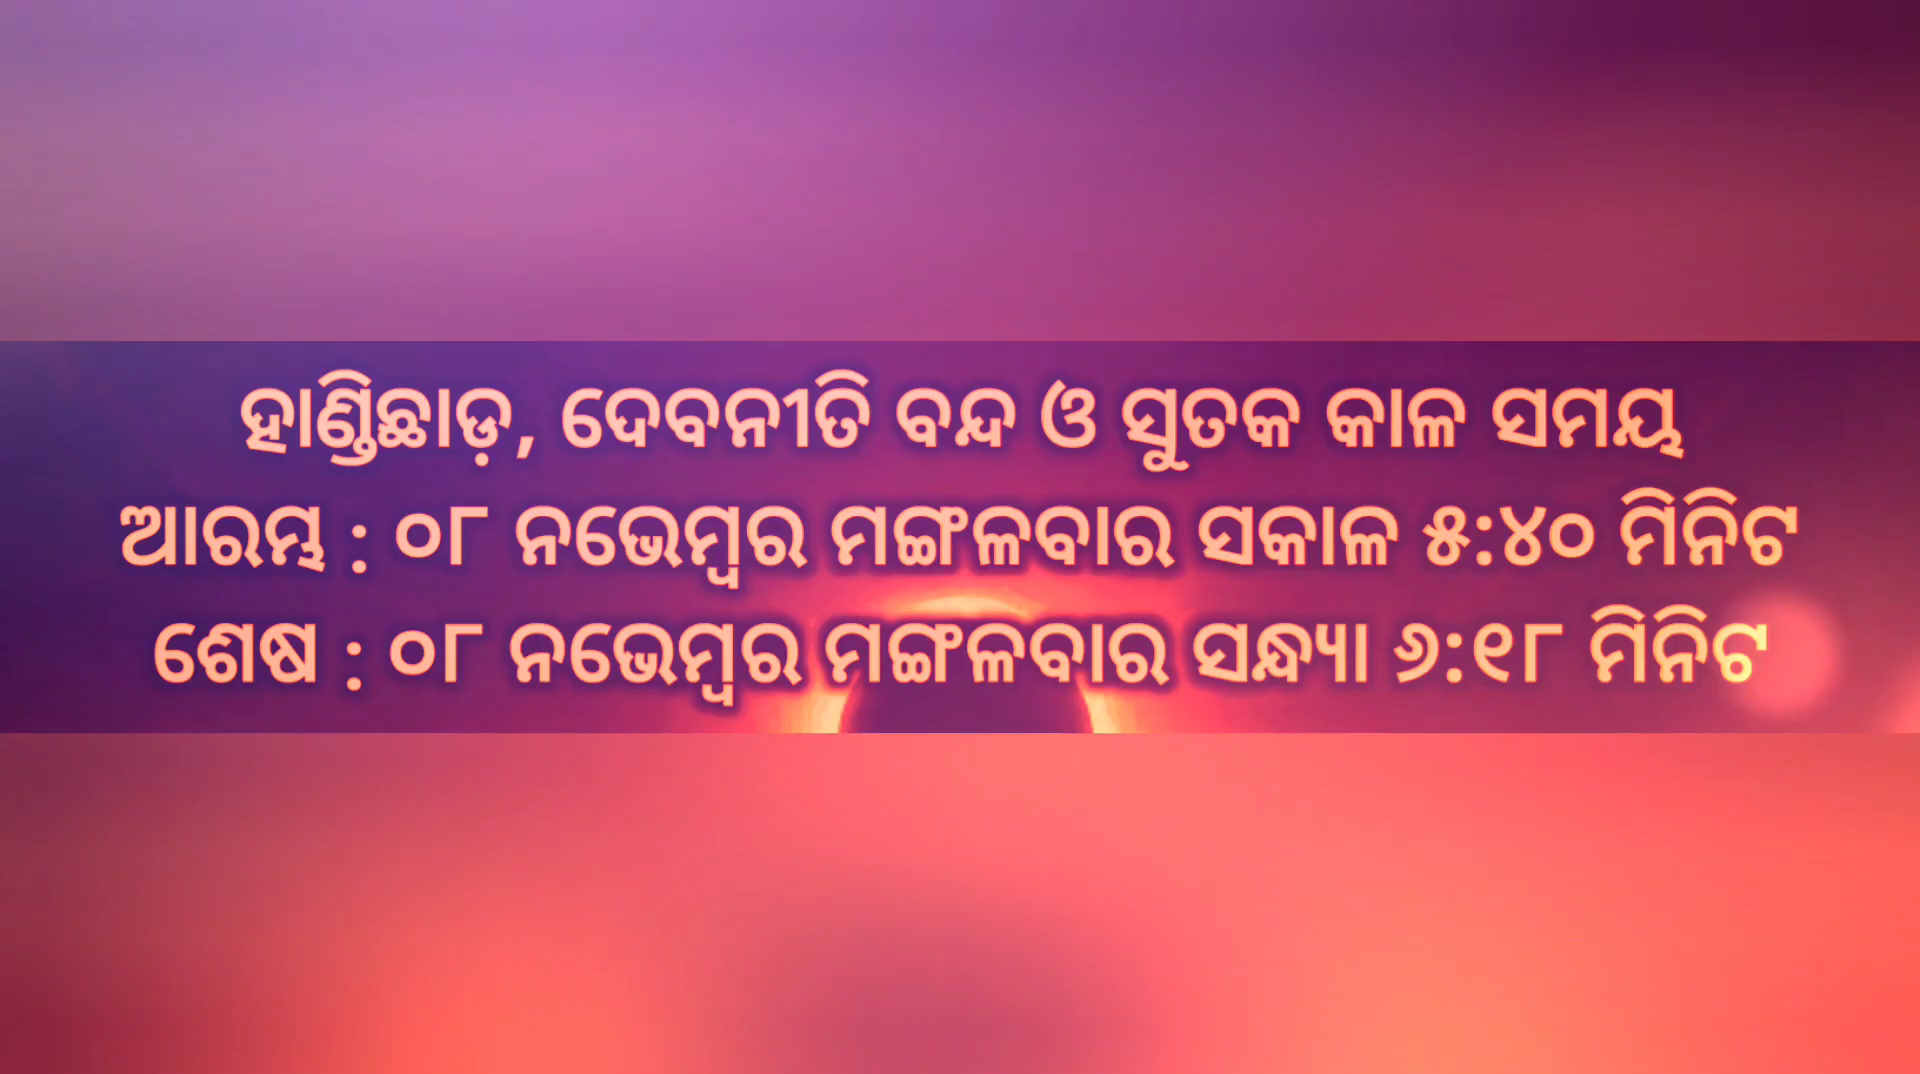 ହାଣ୍ଡିଛାଡ଼, ଦେବନୀତି ବନ୍ଦ ଓ ସୁତକ କାଳ ସମୟ
ଆରମ୍ଭ : ୦୮ ନଭେମ୍ବର ମଙ୍ଗଳବାର ସକାଳ ୫:୪୦ ମିନିଟ
ଶେଷ : ୦୮ ନଭେମ୍ବର ମଙ୍ଗଳବାର ସନ୍ଧ୍ୟା ୬:୧୮ ମିନିଟ